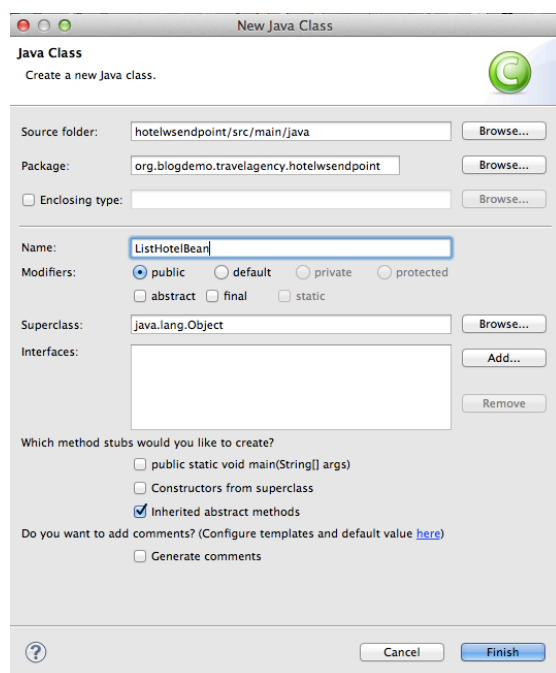 New Java Class
Java Class
Create a new Java class.
Source folder: hotelwsendpoint/src/main/java Browse...
Package: org.blogdemo.travelagency.hotelwsendpoint Browse...
Enclosing type: Browse...
Name: ListHotelBean
Modifiers: public default private protected
abstract final static
Superclass: java.lang.Object Browse...
Interfaces: Add...
Remove
Which method stubs would you like to create?
public static void main(String[] args)
Constructors from superclass
Inherited abstract methods
Do you want to add comments? (Configure templates and default value here)
Generate comments
? Cancel Finish